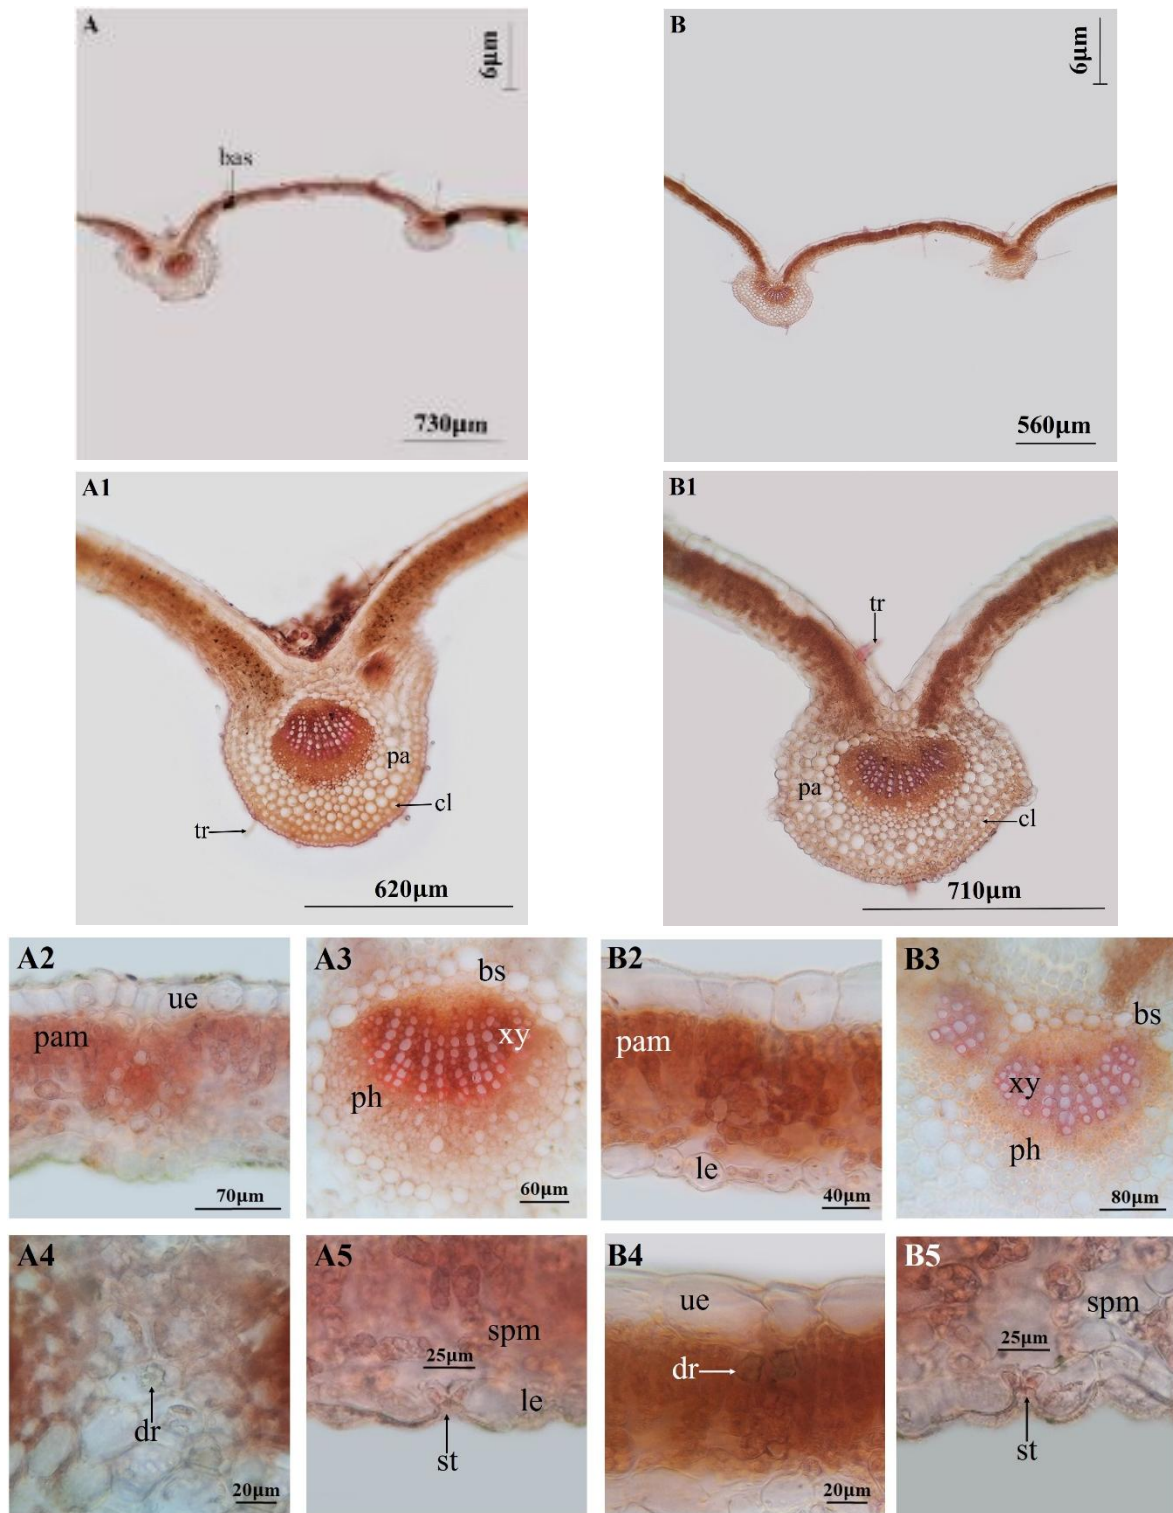 A
6µm
bas
730µm
B
6µm
560µm
A1
pa
cl
tr
620µm
B1
tr
pa
cl
710µm
A2
ue
pam
70µm
A3
bs
xy
ph
60µm
B2
pam
le
40µm
B3
bs
xy
ph
80µm
A4
dr
20µm
A5
spm
25µm
le
st
B4
ue
dr
20µm
B5
spm
25µm
st